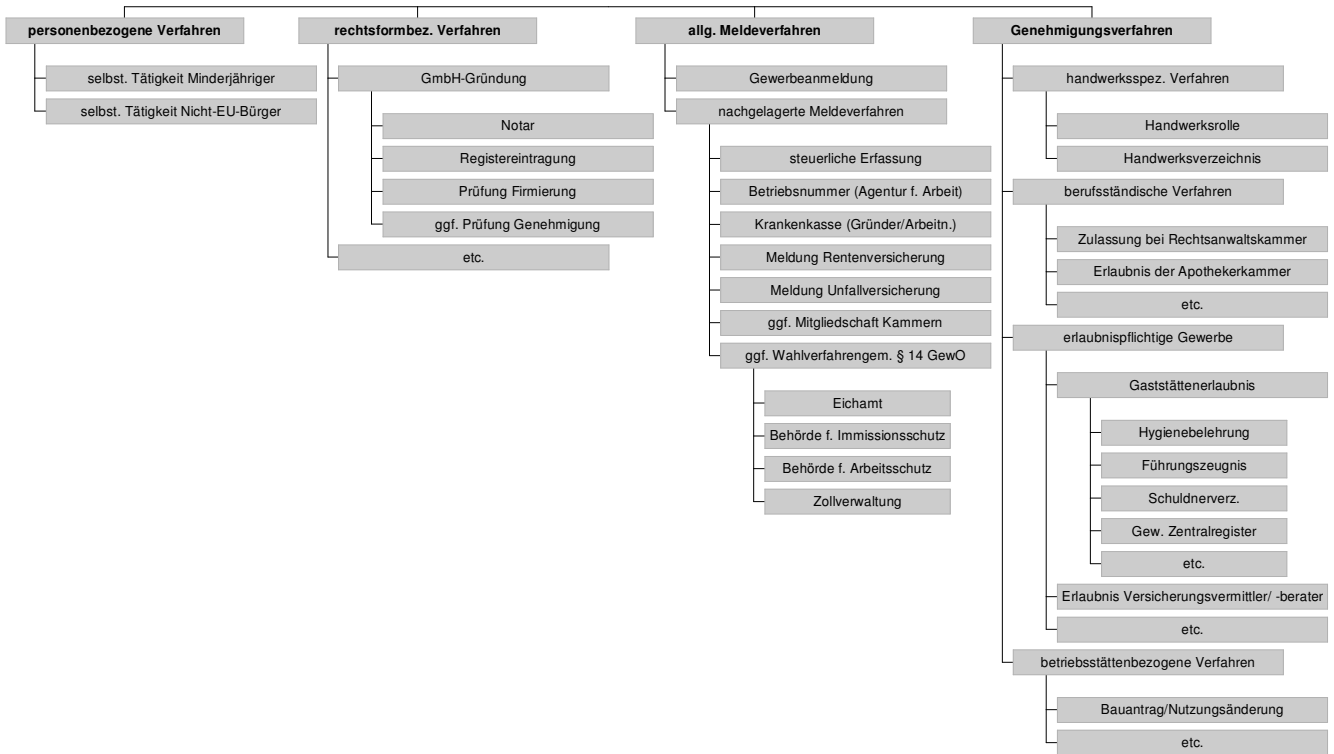 personenbezogene Verfahren
selbst. Tätigkeit Minderjähriger
selbst. Tätigkeit Nicht-EU-Bürger
rechtsformbez. Verfahren
GmbH-Gründung
Notar
Registereintragung
Prüfung Firmierung
ggf. Prüfung Genehmigung
etc.
allg. Meldeverfahren
Gewerbeanmeldung
nachgelagerte Meldeverfahren
steuerliche Erfassung
Betriebsnummer (Agentur f. Arbeit)
Krankenkasse (Gründer/Arbeitn.)
Meldung Rentenversicherung
Meldung Unfallversicherung
ggf. Mitgliedschaft Kammern
ggf. Wahlverfahrengem. § 14 GewO
Eichamt
Behörde f. Immissionsschutz
Behörde f. Arbeitsschutz
Zollverwaltung
Genehmigungsverfahren
handwerksspez. Verfahren
Handwerksrolle
Handwerksverzeichnis
berufsständische Verfahren
Zulassung bei Rechtsanwaltskammer
Erlaubnis der Apothekerkammer
etc.
erlaubnispflichtige Gewerbe
Gaststättenerlaubnis
Hygienebelehrung
Führungszeugnis
Schuldnerverz.
Gew. Zentralregister
etc.
Erlaubnis Versicherungsvermittler/ -berater
etc.
betriebsstättenbezogene Verfahren
Bauantrag/Nutzungsänderung
etc.